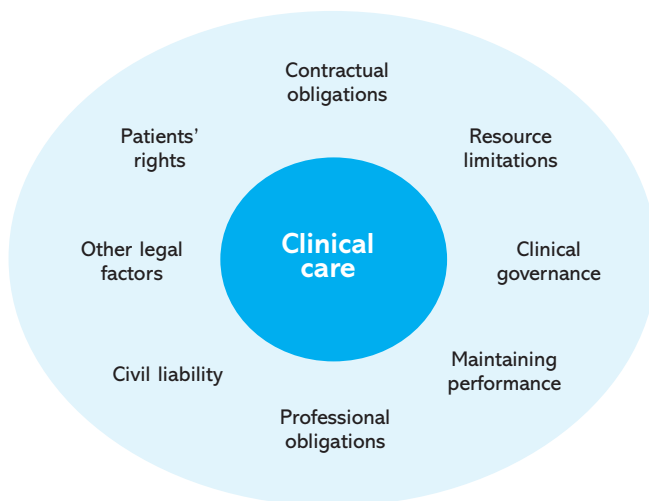 Contractual
obligations
Patients'
rights
Resource
limitations
Clinical
care
Other legal
factors
Clinical
governance
Civil liability
Maintaining
performance
Professional
obligations